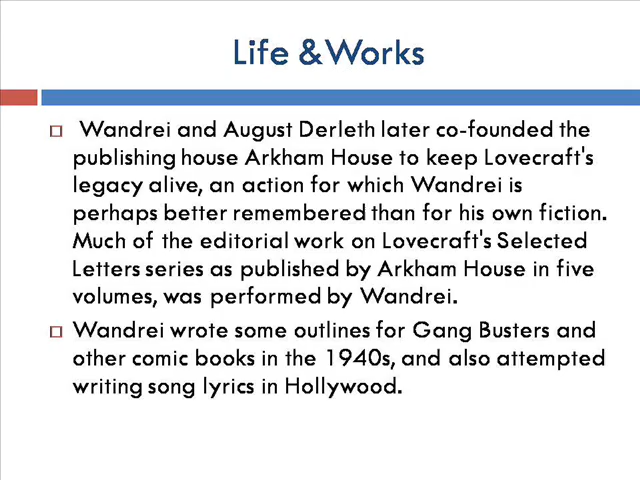 Life &Works
Wandrei and August Derleth later co-founded the
publishing house Arkham House to keep Lovecraft's
legacy alive, an action for which Wandrei is
perhaps better remembered than for his own fiction.
Much of the editorial work on Lovecraft's Selected
Letters series as published by Arkham House in five
volumes, was performed by Wandrei.
Wandrei wrote some outlines for Gang Busters and
other comic books in the 1940s, and also attempted
writing song lyrics in Hollywood.